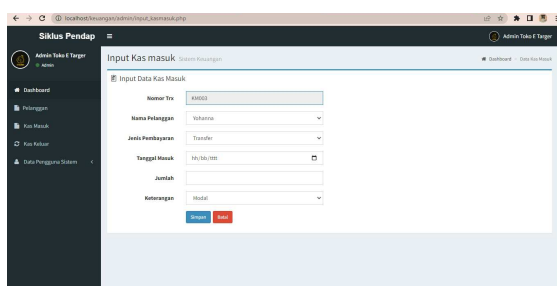 localhost/keuangan/admin/input_kasmasuk.php
Siklus Pendap
Admin Toko E Targer
Admin Toko E Targer
Admin
Input Kas masuk Sistem Keuangan
Dashboard > Data Kas Masuk
Dashboard
Pelanggan
Kas Masuk
Kas Keluar
Data Pengguna Sistem
Input Data Kas Masuk
Nomor Trx KM003
Nama Pelanggan Yohanna
Jenis Pembayaran Transfer
Tanggal Masuk hh/bb/tttt
Jumlah
Keterangan Modal
Simpan Batal